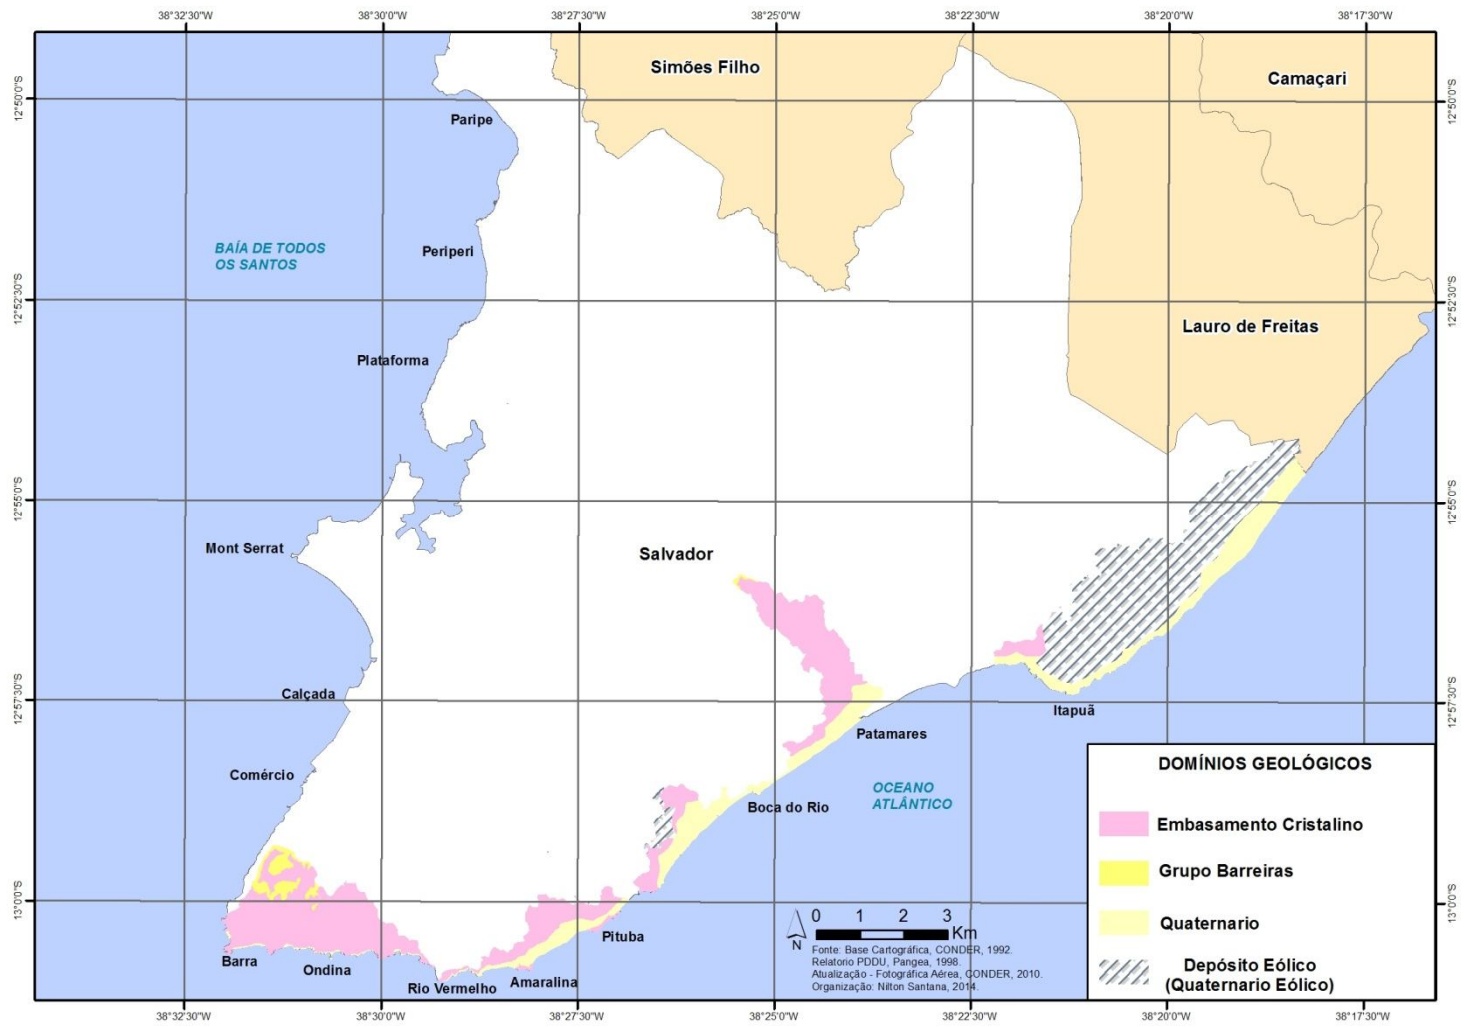 38°32'30"W 38°30'0"W 38°27'30"W 38°25'0"W 38°22'30"W 38°20'0"W 38°17'30"W
Simões Filho
Camaçari
12°50'0"S
12°50'0"S
Paripe
BAÍA DE TODOS
OS SANTOS
Periperi
12°52'30"S
12°52'30"S
Lauro de Freitas
Plataforma
12°55'0"S
12°55'0"S
Mont Serrat
Salvador
Calçada
12°57'30"S
12°57'30"S
Itapuã
Patamares
Comércio
OCEANO
ATLÂNTICO
Boca do Rio
13°0'0"S
13°0'0"S
Pituba
Barra
Ondina
Rio Vermelho
Amaralina
DOMÍNIOS GEOLÓGICOS
Embasamento Cristalino
Grupo Barreiras
Quaternario
Depósito Eólico
(Quaternario Eólico)
0 1 2 3
Km
N
Fonte: Base Cartográfica, CONDER, 1992.
Relatorio PDDU, Pangea, 1998.
Atualização - Fotográfica Aérea, CONDER, 2010.
Organização: Nilton Santana, 2014.
38°32'30"W 38°30'0"W 38°27'30"W 38°25'0"W 38°22'30"W 38°20'0"W 38°17'30"W